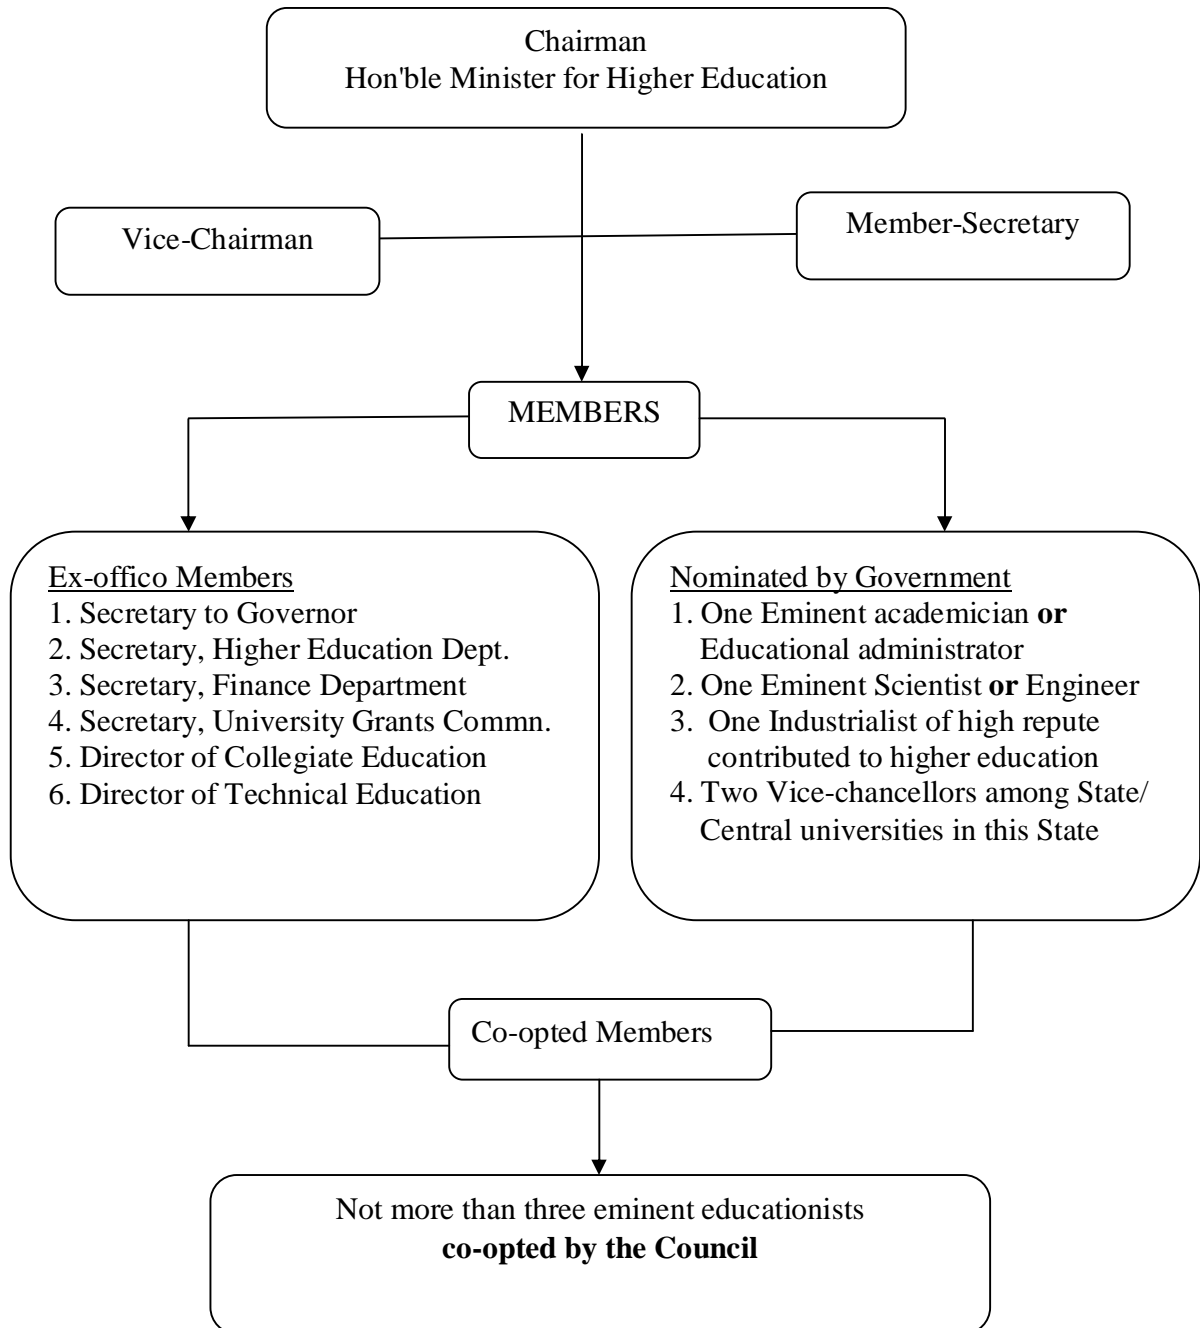 Chairman
Hon'ble Minister for Higher Education
Vice-Chairman
Member-Secretary
MEMBERS
Ex-offico Members
1. Secretary to Governor
2. Secretary, Higher Education Dept.
3. Secretary, Finance Department
4. Secretary, University Grants Commn.
5. Director of Collegiate Education
6. Director of Technical Education
Nominated by Government
1. One Eminent academician or
Educational administrator
2. One Eminent Scientist or Engineer
3. One Industrialist of high repute
contributed to higher education
4. Two Vice-chancellors among State/
Central universities in this State
Co-opted Members
Not more than three eminent educationists
co-opted by the Council